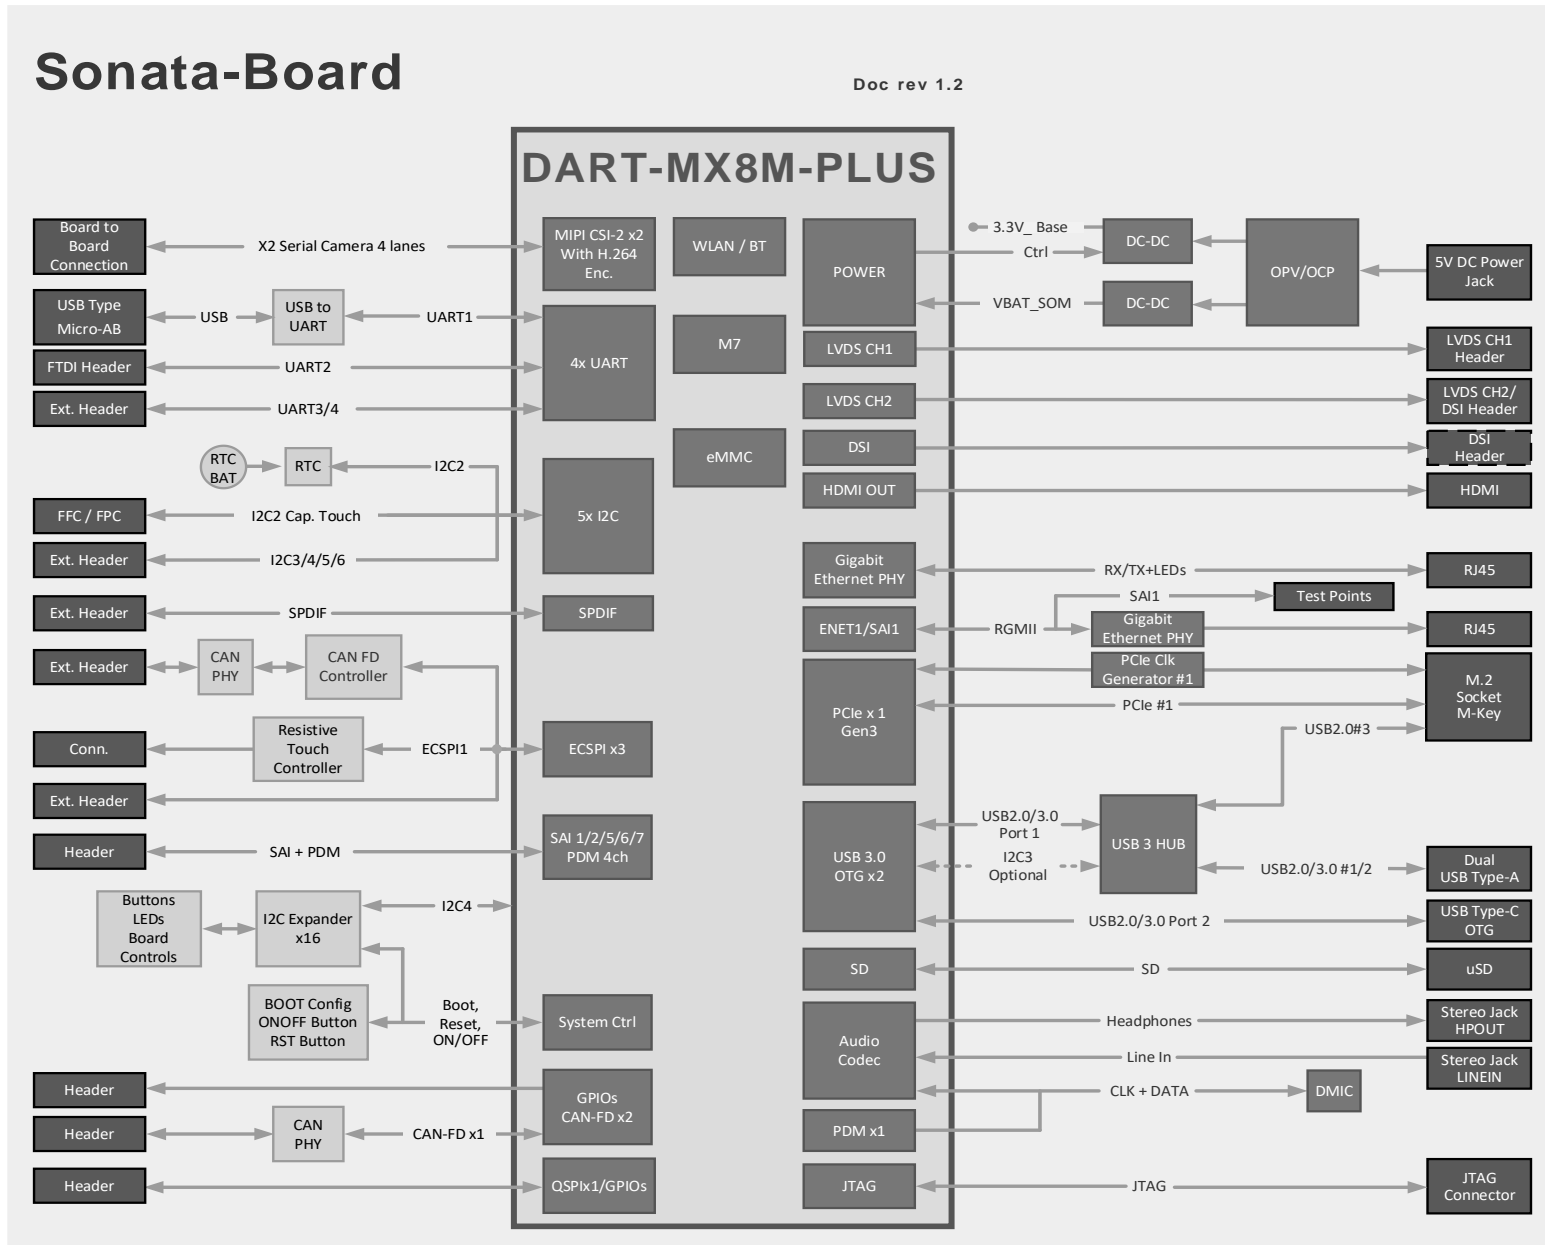 Sonata-Board
Doc rev 1.2
DART-MX8M-PLUS
Board to
Board
Connection
X2 Serial Camera 4 lanes
MIPI CSI-2 x2
With H.264
Enc.
USB Type
Micro-AB
USB
USB to
UART
UART1
4x UART
FTDI Header
UART2
Ext. Header
UART3/4
RTC
BAT
RTC
I2C2
5x I2C
FFC / FPC
I2C2 Cap. Touch
Ext. Header
I2C3/4/5/6
Ext. Header
SPDIF
SPDIF
Ext. Header
CAN
PHY
CAN FD
Controller
Conn.
Resistive
Touch
Controller
ECSPI1
ECSPI x3
Ext. Header
Header
SAI + PDM
SAI 1/2/5/6/7
PDM 4ch
Buttons
LEDs
Board
Controls
I2C Expander
x16
I2C4
BOOT Config
ONOFF Button
RST Button
Boot,
Reset,
ON/OFF
System Ctrl
Header
GPIOs
CAN-FD x2
Header
CAN
PHY
CAN-FD x1
Header
QSPIx1/GPIOs
WLAN / BT
M7
eMMC
POWER
3.3V_ Base
Ctrl
VBAT_SOM
DC-DC
DC-DC
OPV/OCP
5V DC Power
Jack
LVDS CH1
LVDS CH1
Header
LVDS CH2
LVDS CH2/
DSI Header
DSI
DSI
Header
HDMI OUT
HDMI
Gigabit
Ethernet PHY
RX/TX+LEDs
RJ45
SAI1
Test Points
ENET1/SAI1
RGMII
Gigabit
Ethernet PHY
RJ45
PCIe x 1
Gen3
PCIe Clk
Generator #1
PCIe #1
M.2
Socket
M-Key
USB2.0#3
USB 3.0
OTG x2
USB2.0/3.0
Port 1
I2C3
Optional
USB 3 HUB
USB2.0/3.0 #1/2
Dual
USB Type-A
USB2.0/3.0 Port 2
USB Type-C
OTG
SD
SD
uSD
Audio
Codec
Headphones
Stereo Jack
HPOUT
Line In
Stereo Jack
LINEIN
CLK + DATA
DMIC
PDM x1
JTAG
JTAG
JTAG
Connector